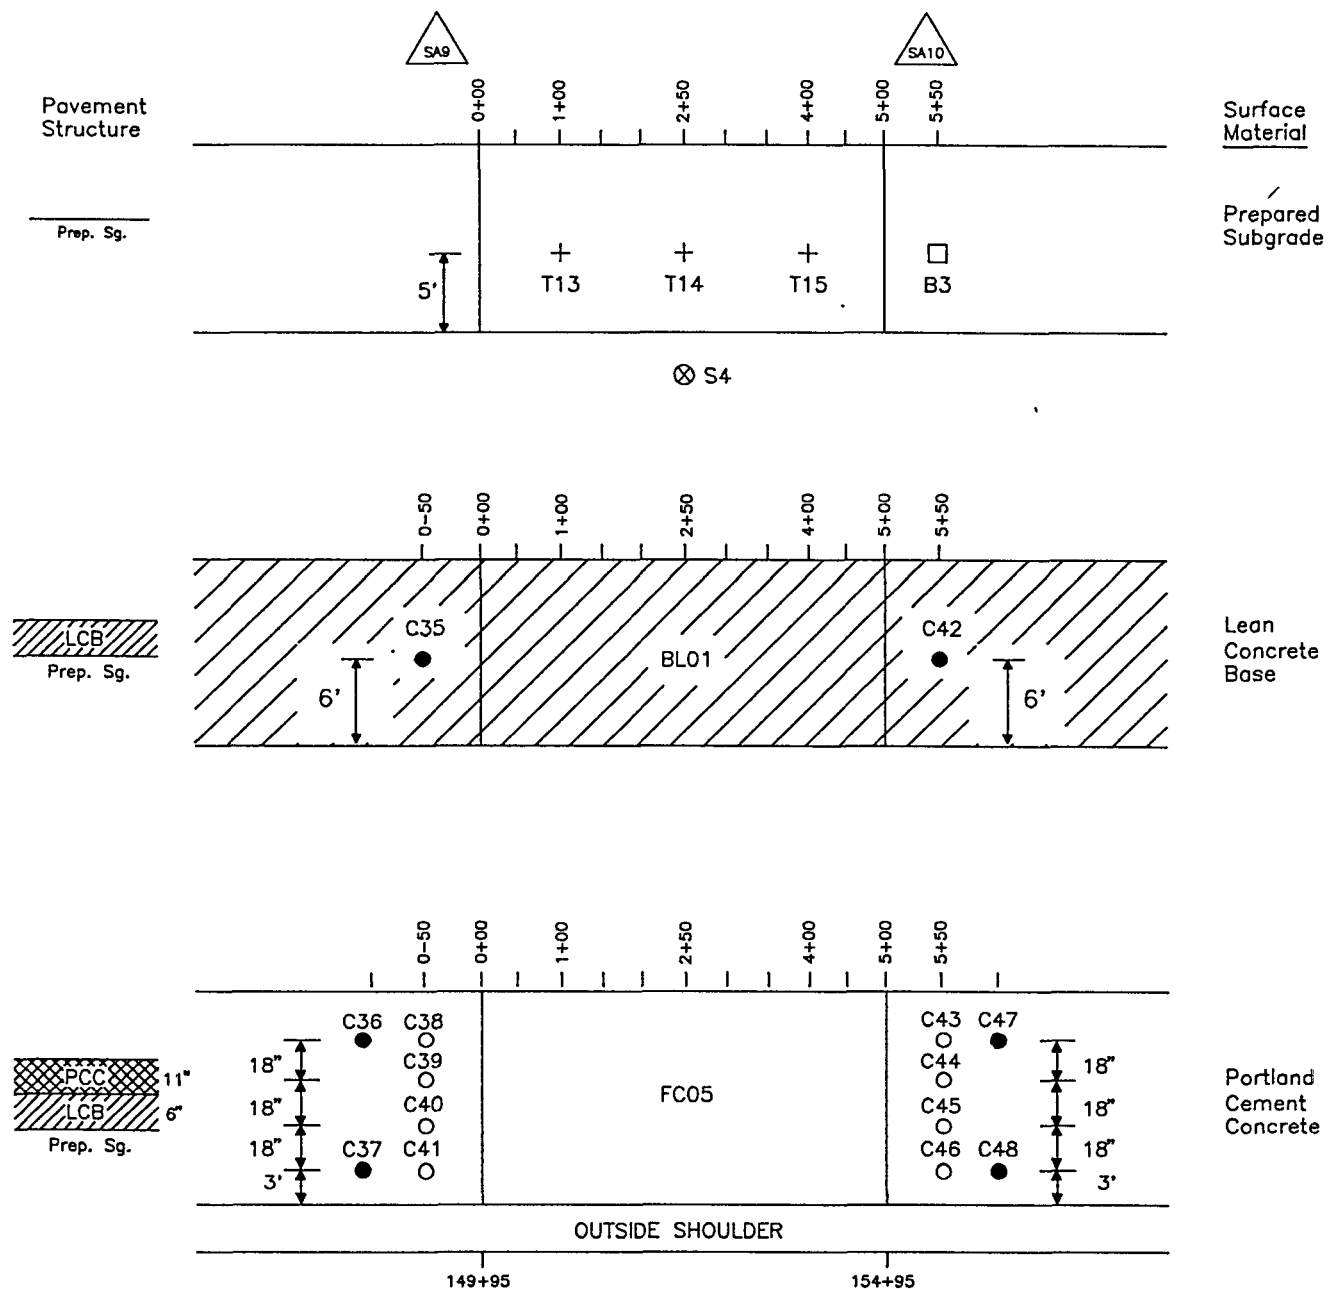 SA9
SA10
Pavement
Structure
0+00
1+00
2+50
4+00
5+00
5+50
Surface
Material
Prep. Sg.
Prepared
Subgrade
5'
T13
T14
T15
B3
S4
0-50
0+00
1+00
2+50
4+00
5+00
5+50
LCB
Prep. Sg.
C35
BL01
C42
6'
6'
Lean
Concrete
Base
0-50
0+00
1+00
2+50
4+00
5+00
5+50
C36
C38
C43
C47
18"
C39
C44
18"
PCC
11"
FC05
Portland
Cement
Concrete
LCB
6"
18"
C40
C45
18"
Prep. Sg.
18"
C37
C41
C46
C48
18"
3'
3'
OUTSIDE SHOULDER
149+95
154+95